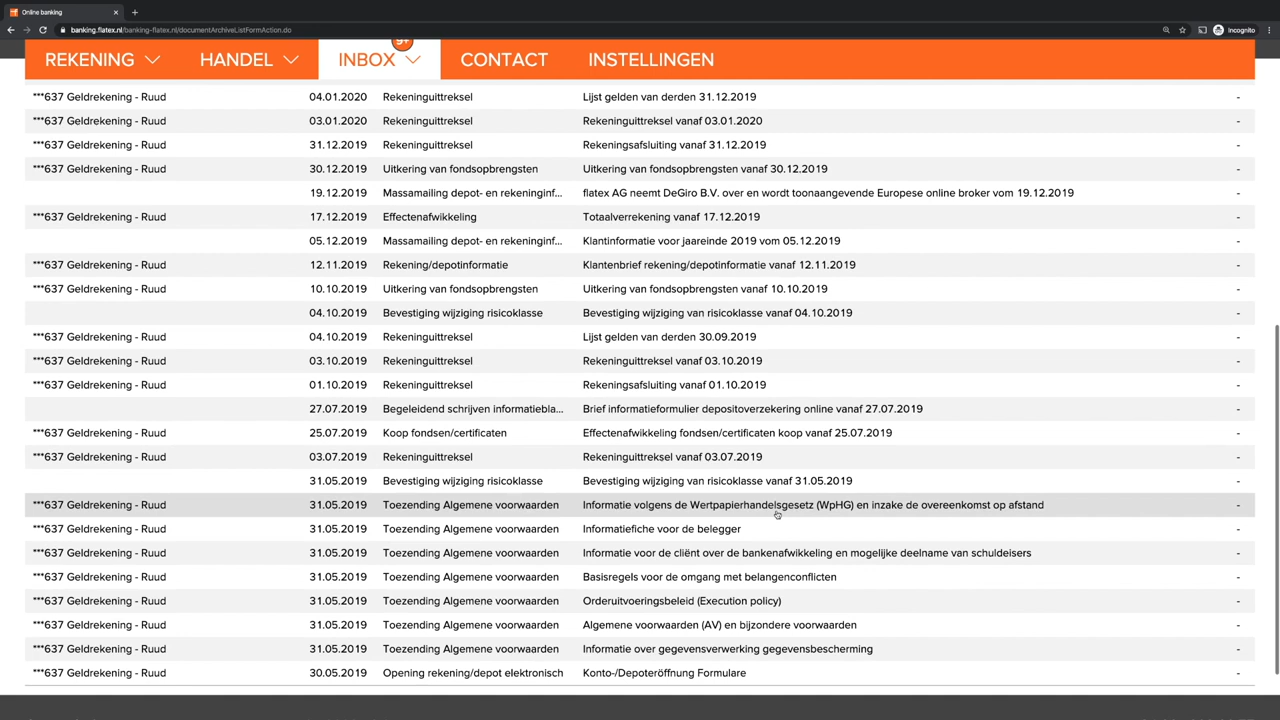 Online banking
banking.flatex.nl/banking-flatex.nl/documentArchiveListFormAction.do
Incognito
9+
REKENING HANDEL INBOX CONTACT INSTELLINGEN
***637 Geldrekening - Ruud 04.01.2020 Rekeninguittreksel Lijst gelden van derden 31.12.2019 -
***637 Geldrekening - Ruud 03.01.2020 Rekeninguittreksel Rekeninguittreksel vanaf 03.01.2020 -
***637 Geldrekening - Ruud 31.12.2019 Rekeninguittreksel Rekeningsafsluiting vanaf 31.12.2019 -
***637 Geldrekening - Ruud 30.12.2019 Uitkering van fondsopbrengsten Uitkering van fondsopbrengsten vanaf 30.12.2019 -
19.12.2019 Massamailing depot- en rekeninginf... flatex AG neemt DeGiro B.V. over en wordt toonaangevende Europese online broker vom 19.12.2019 -
***637 Geldrekening - Ruud 17.12.2019 Effectenafwikkeling Totaalverrekening vanaf 17.12.2019 -
05.12.2019 Massamailing depot- en rekeninginf... Klantinformatie voor jaareinde 2019 vom 05.12.2019 -
***637 Geldrekening - Ruud 12.11.2019 Rekening/depotinformatie Klantenbrief rekening/depotinformatie vanaf 12.11.2019 -
***637 Geldrekening - Ruud 10.10.2019 Uitkering van fondsopbrengsten Uitkering van fondsopbrengsten vanaf 10.10.2019 -
04.10.2019 Bevestiging wijziging risicoklasse Bevestiging wijziging van risicoklasse vanaf 04.10.2019 -
***637 Geldrekening - Ruud 04.10.2019 Rekeninguittreksel Lijst gelden van derden 30.09.2019 -
***637 Geldrekening - Ruud 03.10.2019 Rekeninguittreksel Rekeninguittreksel vanaf 03.10.2019 -
***637 Geldrekening - Ruud 01.10.2019 Rekeninguittreksel Rekeningsafsluiting vanaf 01.10.2019 -
27.07.2019 Begeleidend schrijven informatiebla... Brief informatieformulier depositoverzekering online vanaf 27.07.2019 -
***637 Geldrekening - Ruud 25.07.2019 Koop fondsen/certificaten Effectenafwikkeling fondsen/certificaten koop vanaf 25.07.2019 -
***637 Geldrekening - Ruud 03.07.2019 Rekeninguittreksel Rekeninguittreksel vanaf 03.07.2019 -
31.05.2019 Bevestiging wijziging risicoklasse Bevestiging wijziging van risicoklasse vanaf 31.05.2019 -
***637 Geldrekening - Ruud 31.05.2019 Toezending Algemene voorwaarden Informatie volgens de Wertpapierhandelsgesetz (WpHG) en inzake de overeenkomst op afstand -
***637 Geldrekening - Ruud 31.05.2019 Toezending Algemene voorwaarden Informatiefiche voor de belegger -
***637 Geldrekening - Ruud 31.05.2019 Toezending Algemene voorwaarden Informatie voor de cliënt over de bankenafwikkeling en mogelijke deelname van schuldeisers -
***637 Geldrekening - Ruud 31.05.2019 Toezending Algemene voorwaarden Basisregels voor de omgang met belangenconflicten -
***637 Geldrekening - Ruud 31.05.2019 Toezending Algemene voorwaarden Orderuitvoeringsbeleid (Execution policy) -
***637 Geldrekening - Ruud 31.05.2019 Toezending Algemene voorwaarden Algemene voorwaarden (AV) en bijzondere voorwaarden -
***637 Geldrekening - Ruud 31.05.2019 Toezending Algemene voorwaarden Informatie over gegevensverwerking gegevensbescherming -
***637 Geldrekening - Ruud 30.05.2019 Opening rekening/depot elektronisch Konto-/Depoteröffnung Formulare -